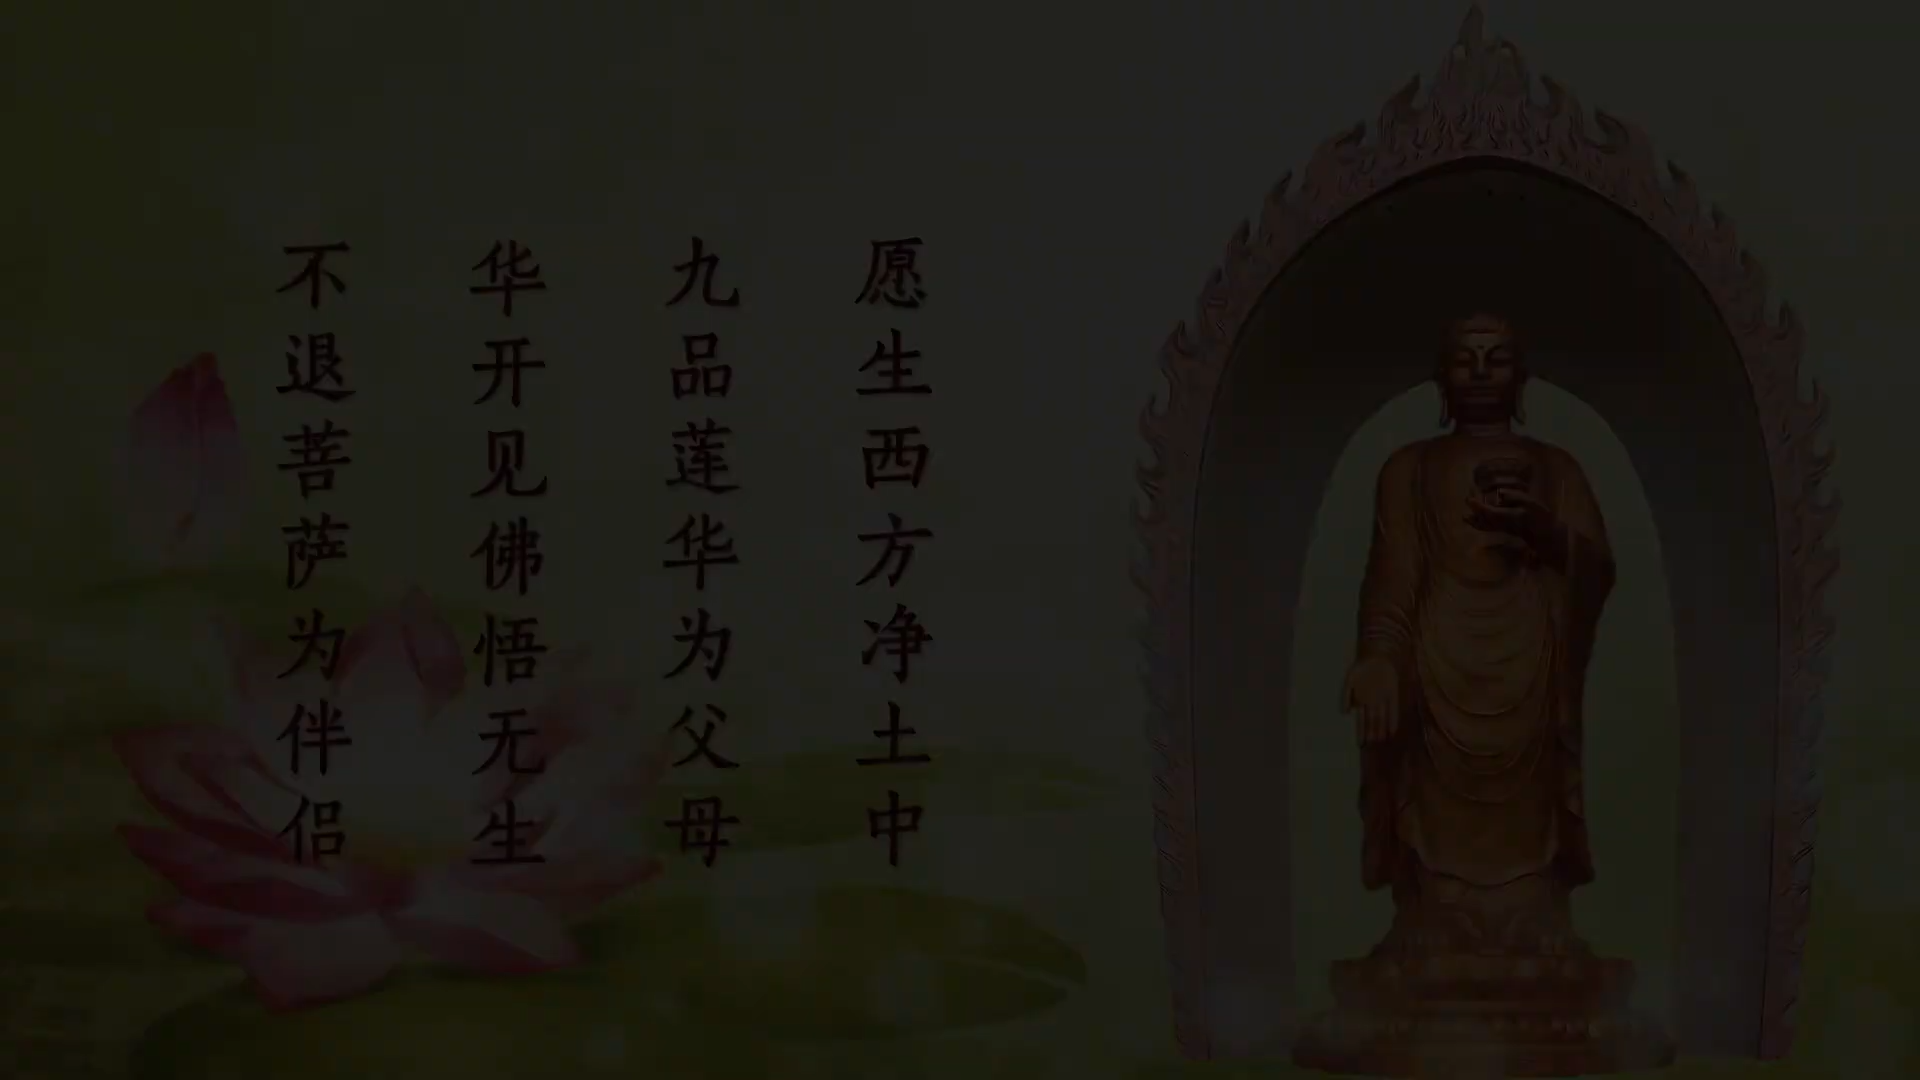 愿生西方净土中
九品莲华为父母
华开见佛悟无生
不退菩萨为伴侣